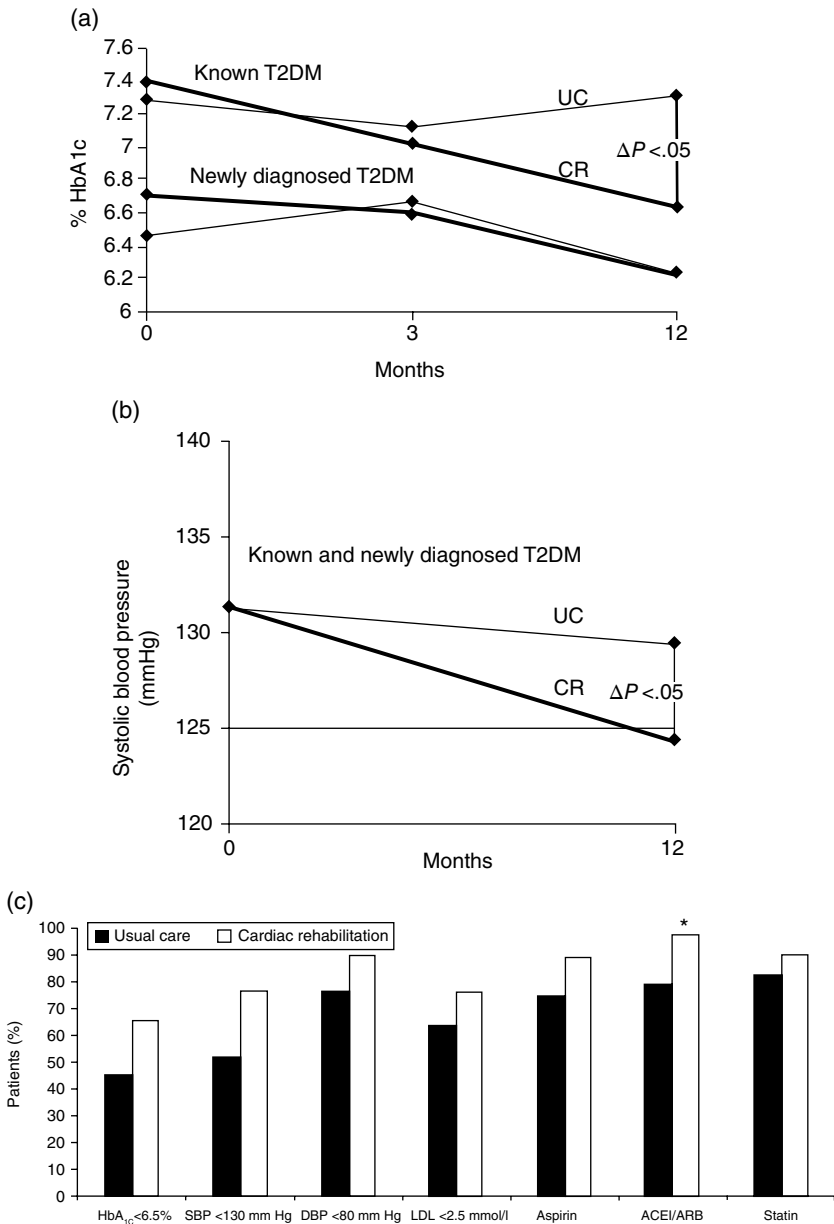 (a)
7.6
7.4
7.2
7
6.8
6.6
6.4
6.2
6
% HbA1c
Known T2DM
UC
ΔP <.05
CR
Newly diagnosed T2DM
0 3 12
Months
(b)
140
135
130
125
120
Systolic blood pressure
(mmHg)
Known and newly diagnosed T2DM
UC
CR
ΔP <.05
0 12
Months
(c)
100
90
80
70
60
50
40
30
20
10
0
Patients (%)
Usual care Cardiac rehabilitation
*
HbA1C <6.5% SBP <130 mm Hg DBP <80 mm Hg LDL <2.5 mmol/l Aspirin ACEI/ARB Statin